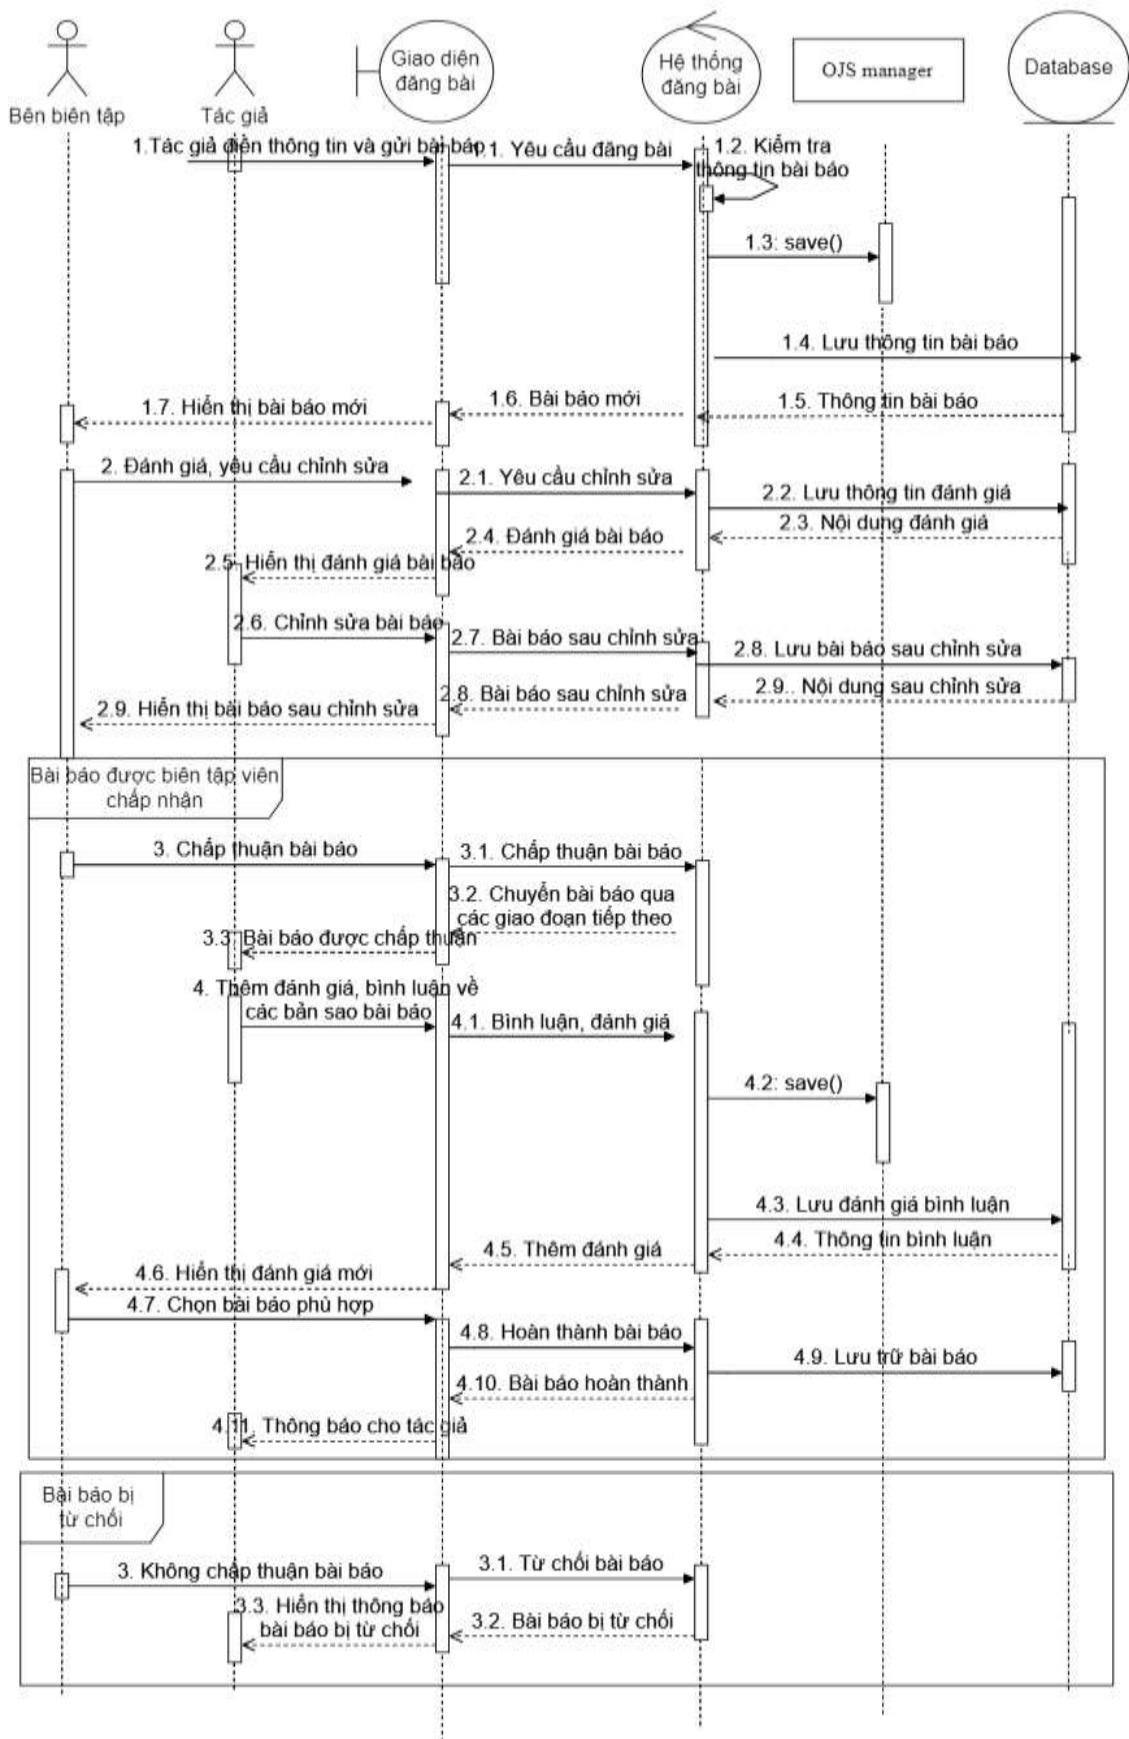 Bên biên tập
Tác giả
Giao diện
đăng bài
Hệ thống
đăng bài
OJS manager
Database
1.Tác giả điền thông tin và gửi bài báo
1.1. Yêu cầu đăng bài
1.2. Kiểm tra
thông tin bài báo
1.3: save()
1.4. Lưu thông tin bài báo
1.5. Thông tin bài báo
1.6. Bài báo mới
1.7. Hiển thị bài báo mới
2. Đánh giá, yêu cầu chỉnh sửa
2.1. Yêu cầu chỉnh sửa
2.2. Lưu thông tin đánh giá
2.3. Nội dung đánh giá
2.4. Đánh giá bài báo
2.5. Hiển thị đánh giá bài báo
2.6. Chỉnh sửa bài báo
2.7. Bài báo sau chỉnh sửa
2.8. Lưu bài báo sau chỉnh sửa
2.9.. Nội dung sau chỉnh sửa
2.8. Bài báo sau chỉnh sửa
2.9. Hiển thị bài báo sau chỉnh sửa
Bài báo được biên tập viên
chấp nhận
3. Chấp thuận bài báo
3.1. Chấp thuận bài báo
3.2. Chuyển bài báo qua
các giao đoạn tiếp theo
3.3. Bài báo được chấp thuận
4. Thêm đánh giá, bình luận về
các bản sao bài báo
4.1. Bình luận, đánh giá
4.2: save()
4.3. Lưu đánh giá bình luận
4.4. Thông tin bình luận
4.5. Thêm đánh giá
4.6. Hiển thị đánh giá mới
4.7. Chọn bài báo phù hợp
4.8. Hoàn thành bài báo
4.9. Lưu trữ bài báo
4.10. Bài báo hoàn thành
4.11. Thông báo cho tác giả
Bài báo bị
từ chối
3. Không chấp thuận bài báo
3.1. Từ chối bài báo
3.2. Bài báo bị từ chối
3.3. Hiển thị thông báo
bài báo bị từ chối